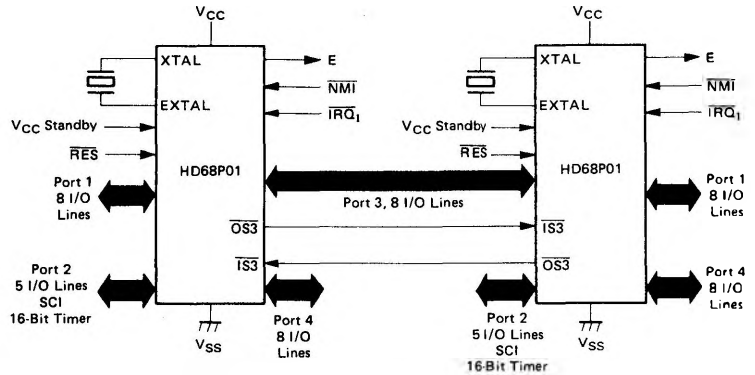 VCC
XTAL
E
NMI
EXTAL
IRQ1
VCC Standby
RES
HD68P01
Port 1
8 I/O
Lines
OS3
IS3
Port 2
5 I/O Lines
SCI
16-Bit Timer
Port 4
8 I/O
Lines
VSS
Port 3, 8 I/O Lines
VCC
XTAL
E
NMI
EXTAL
IRQ1
VCC Standby
RES
HD68P01
Port 1
8 I/O
Lines
IS3
OS3
Port 4
8 I/O
Lines
Port 2
5 I/O Lines
SCI
16-Bit Timer
VSS